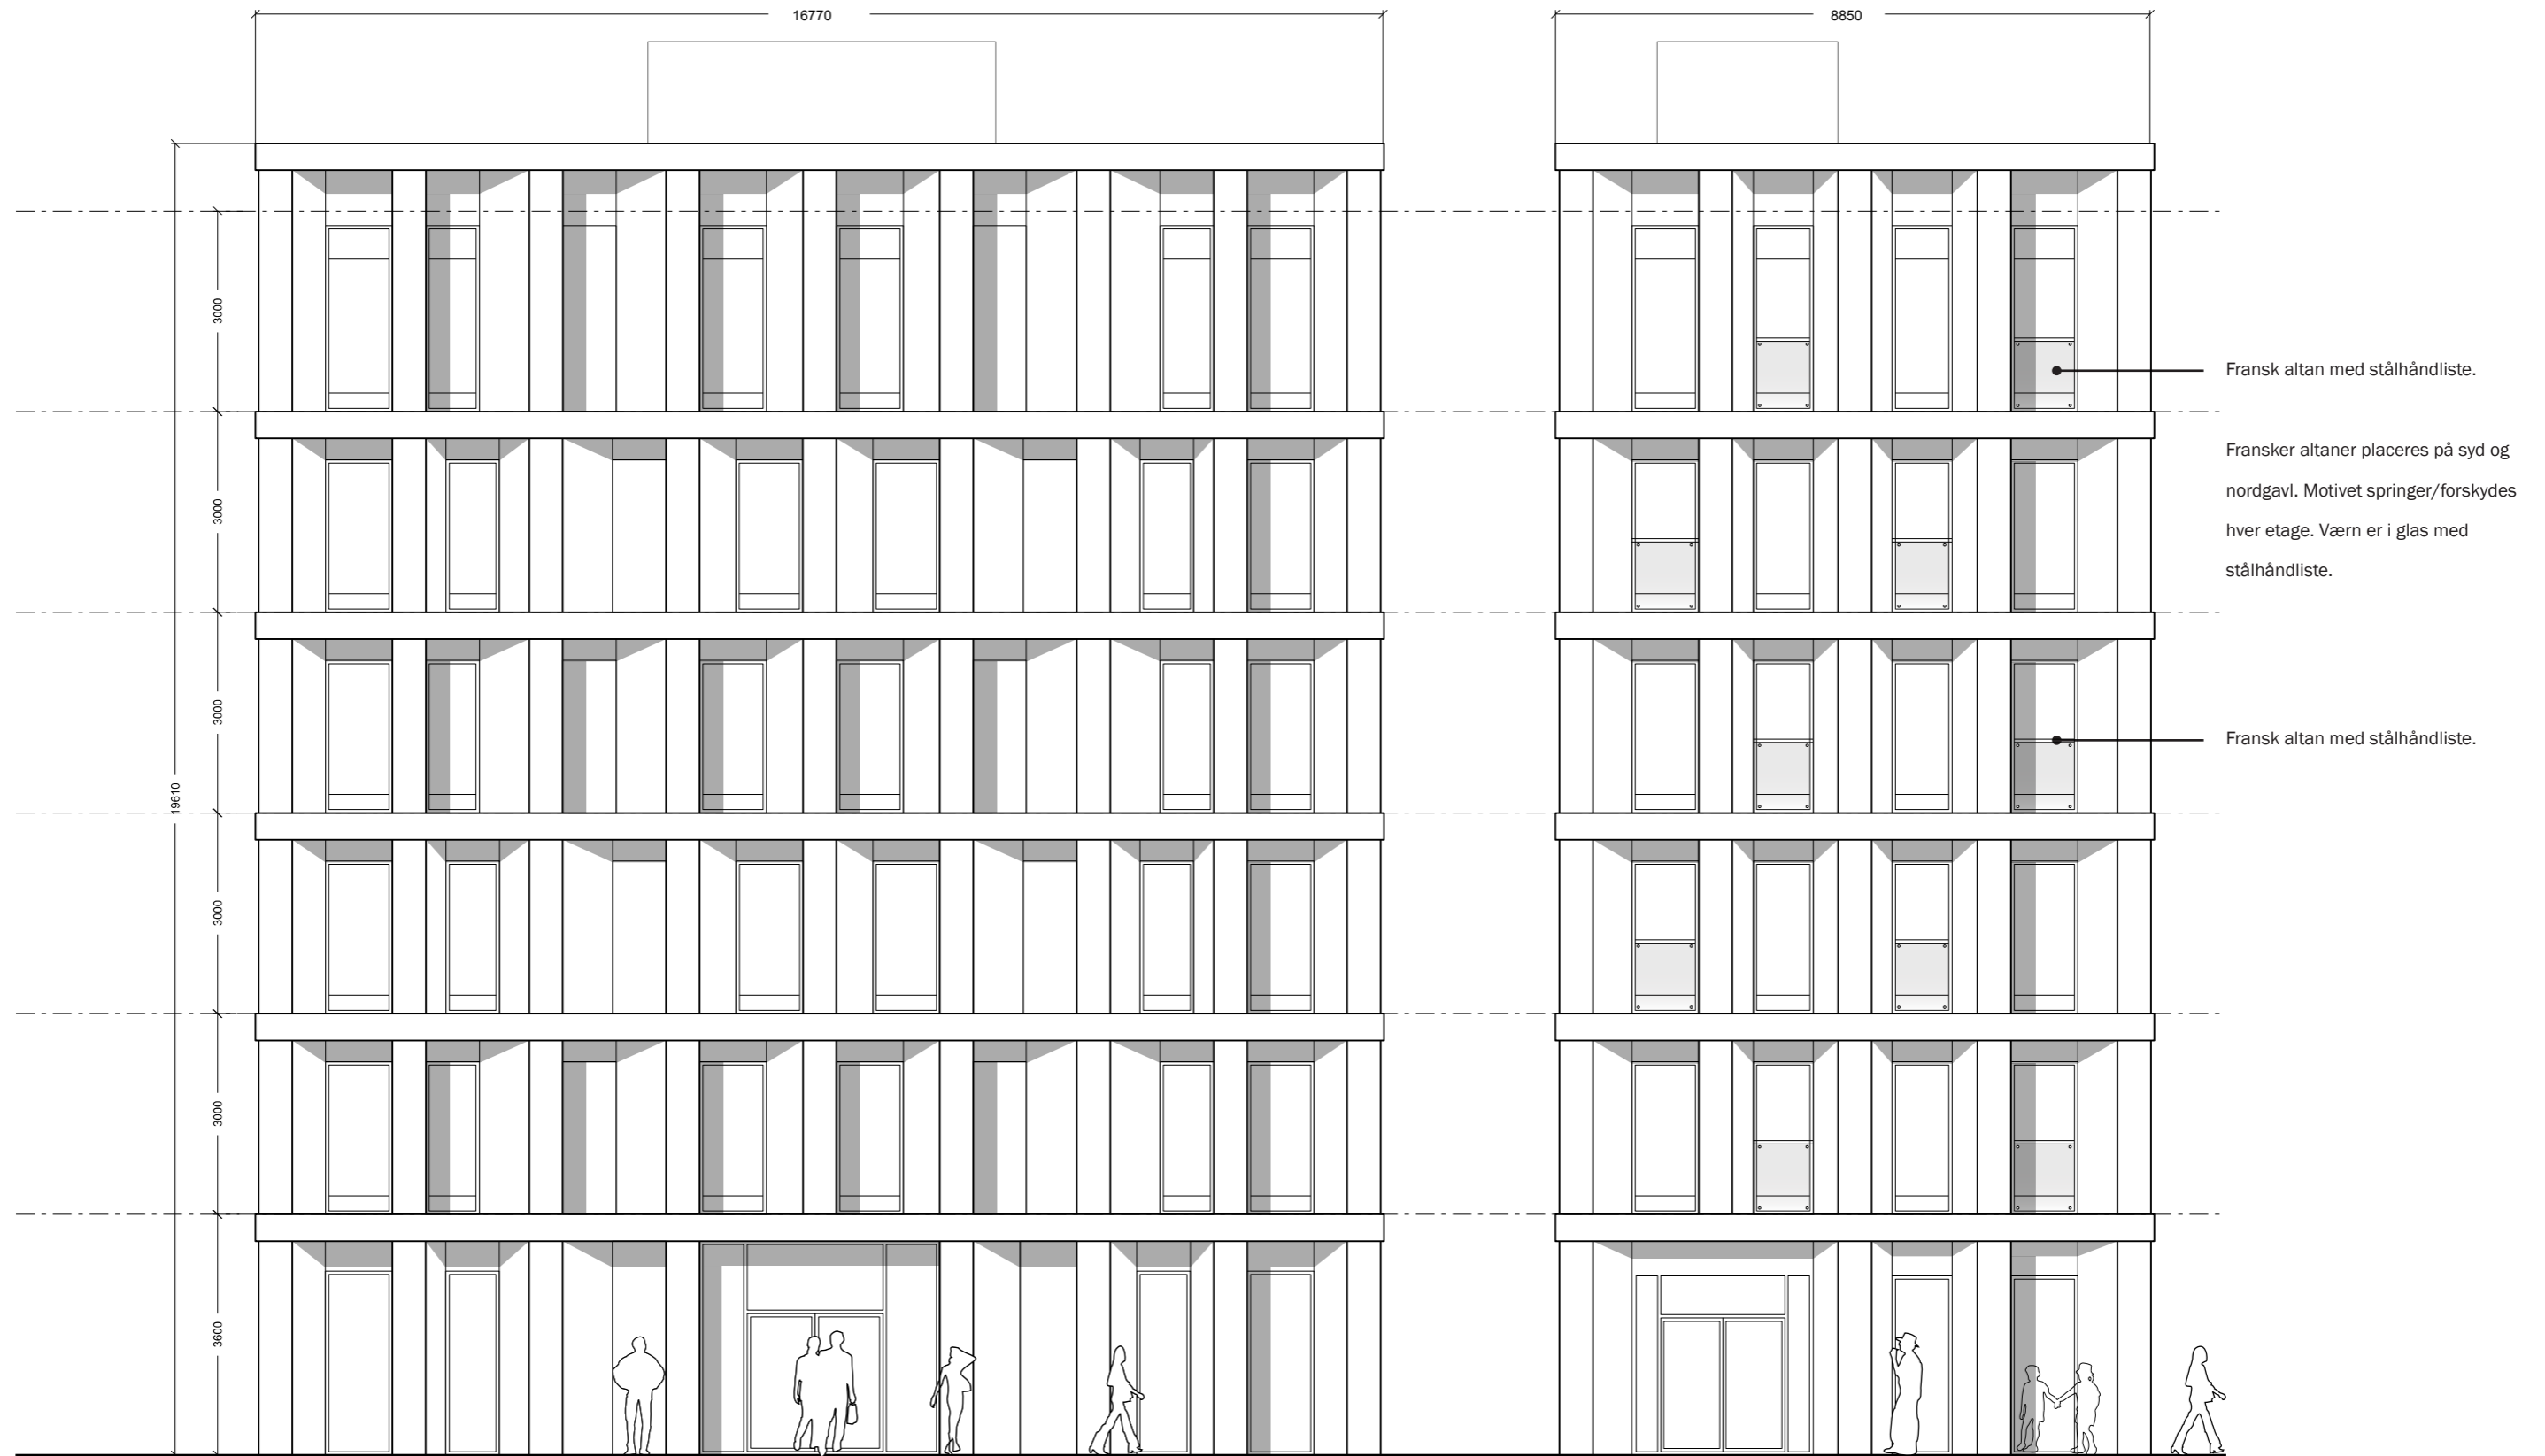 16770
8850
3000
Fransk altan med stålhåndliste.
Fransker altaner placeres på syd og
nordgavl. Motivet springer/forskydes
hver etage. Værn er i glas med
stålhåndliste.
3000
3000
Fransk altan med stålhåndliste.
19610
3000
3000
3600